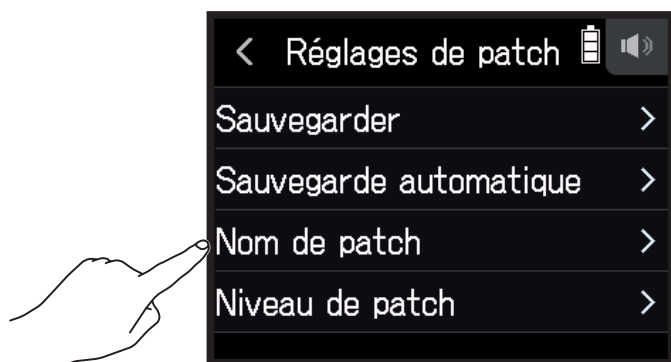 Réglages de patch
Sauvegarder
Sauvegarde automatique
Nom de patch
Niveau de patch